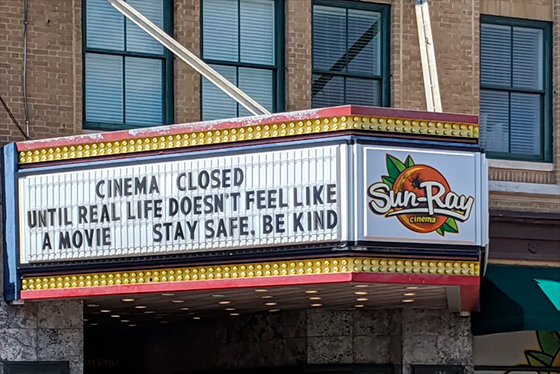 CINEMA CLOSED
UNTIL REAL LIFE DOESN'T FEEL LIKE
A MOVIE STAY SAFE. BE KIND
Sun-Ray
cinema